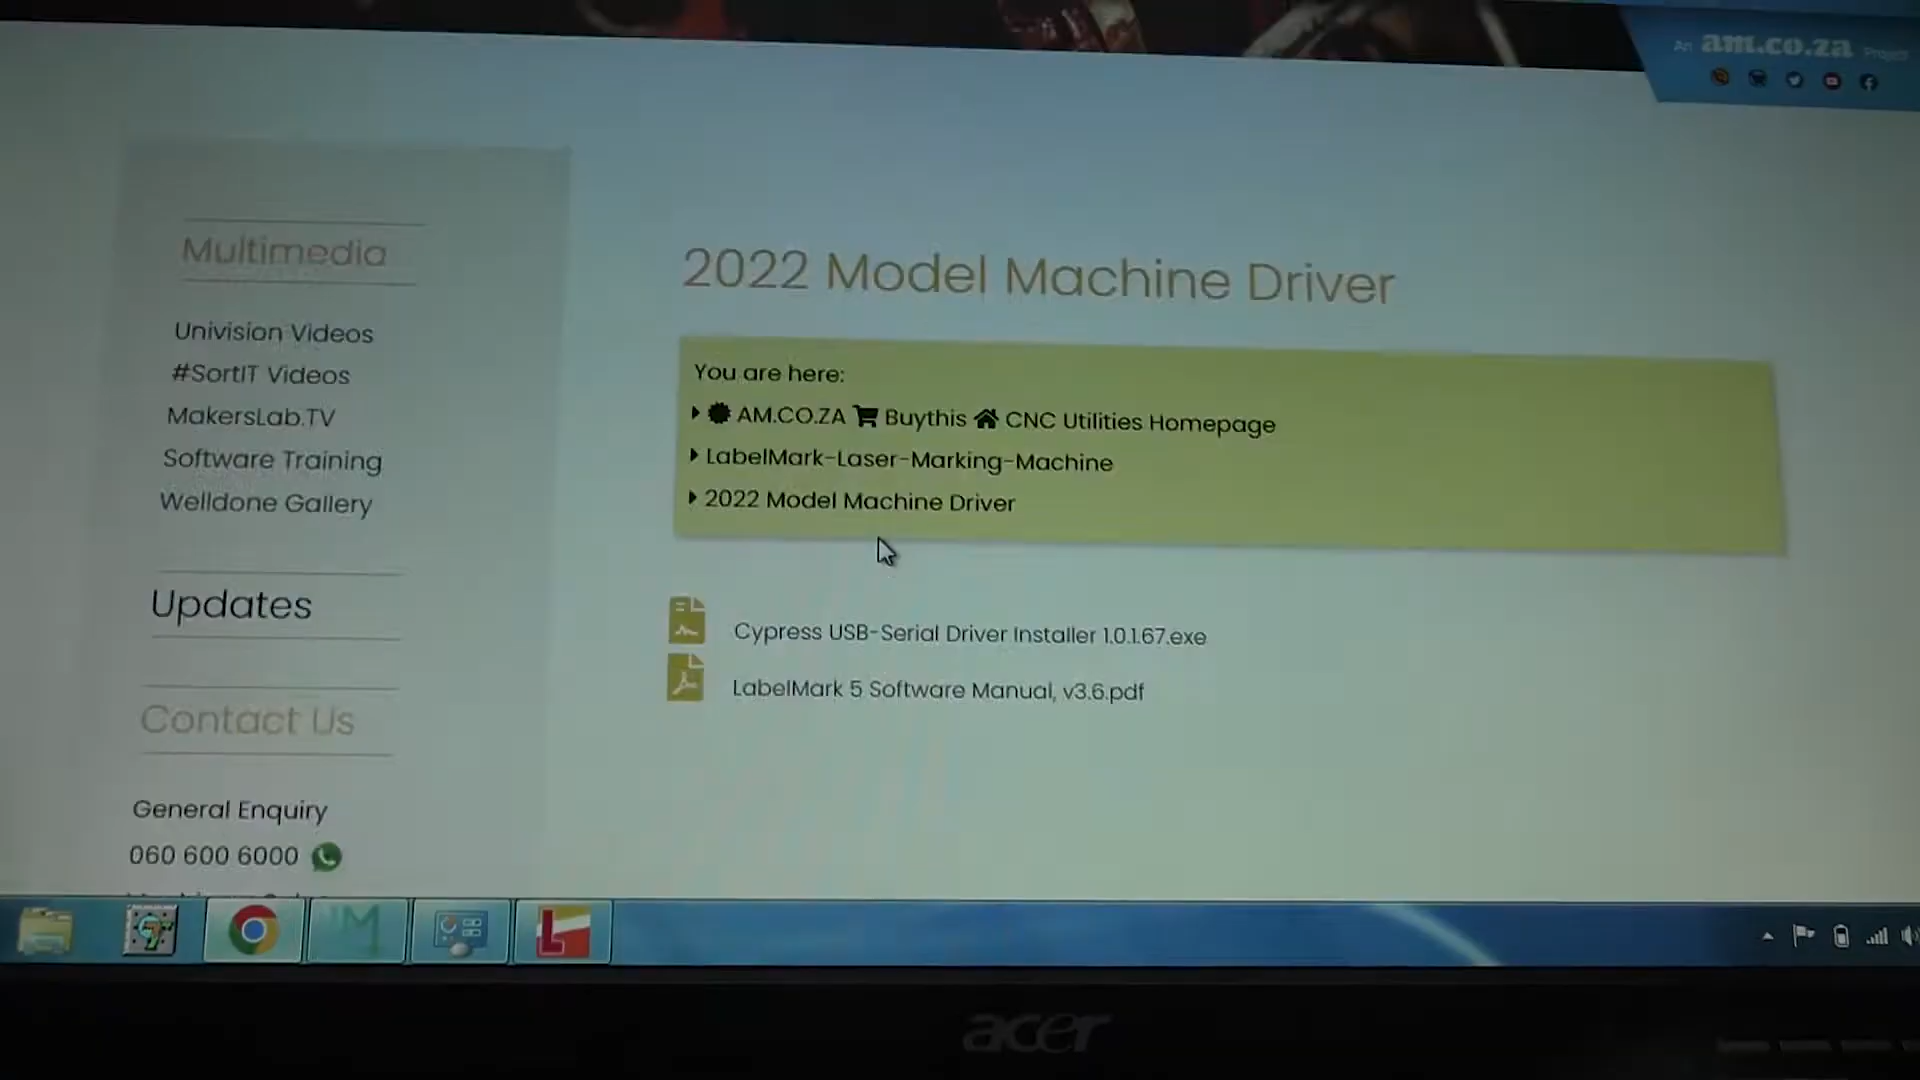 An am.co.za Project
Multimedia
Univision Videos
#SortIT Videos
MakersLab.TV
Software Training
Welldone Gallery
Updates
Contact Us
General Enquiry
060 600 6000
2022 Model Machine Driver
You are here:
AM.CO.ZA Buythis CNC Utilities Homepage
LabelMark-Laser-Marking-Machine
2022 Model Machine Driver
Cypress USB-Serial Driver Installer 1.0.1.67.exe
LabelMark 5 Software Manual, v3.6.pdf
acer